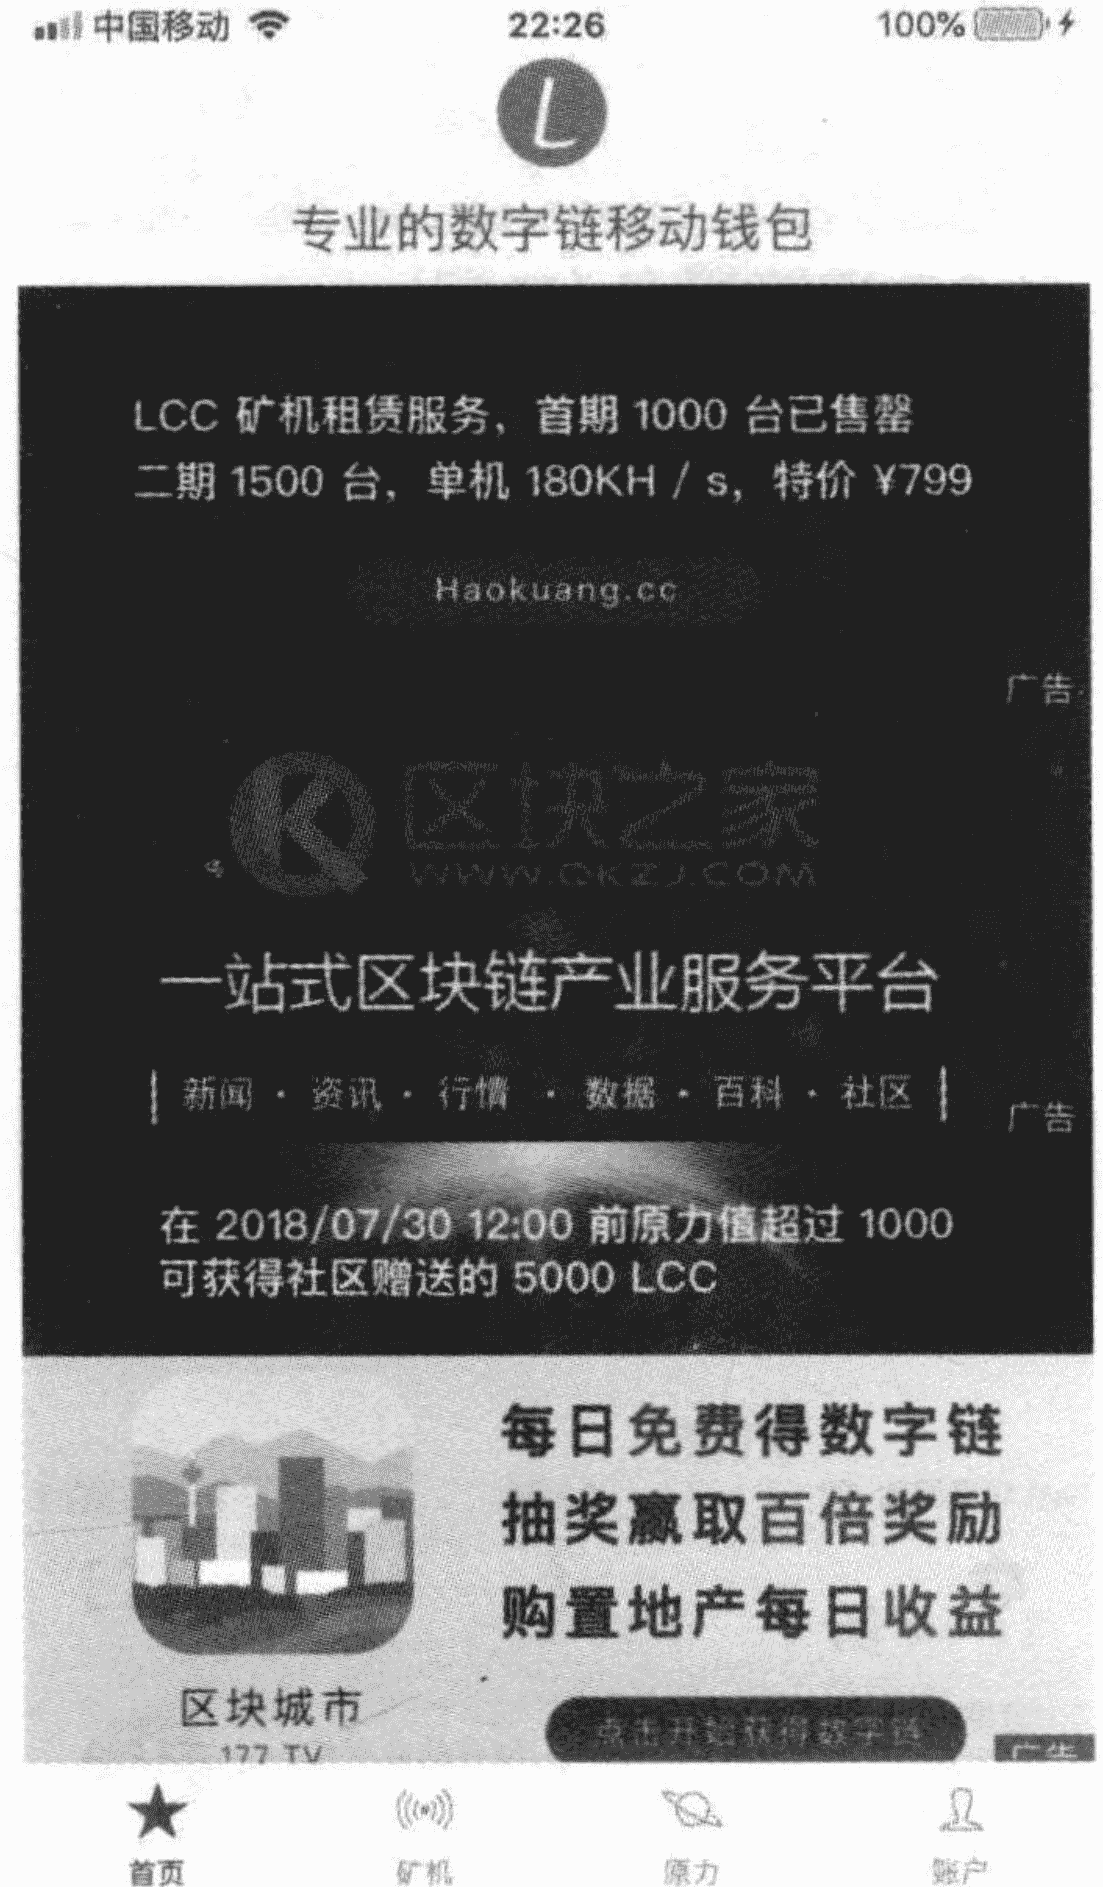 中国移动 22:26 100%
L
专业的数字链移动钱包
LCC 矿机租赁服务，首期 1000 台已售罄
二期 1500 台，单机 180KH / s，特价 ¥799
Haokuang.cc
广告
区块之家
WWW.QKZJ.COM
一站式区块链产业服务平台
新闻 · 资讯 · 行情 · 数据 · 百科 · 社区
广告
在 2018/07/30 12:00 前原力值超过 1000
可获得社区赠送的 5000 LCC
每日免费得数字链
抽奖赢取百倍奖励
购置地产每日收益
区块城市
177.TV
点击开始获得数字链
广告
首页 矿机 原力 账户